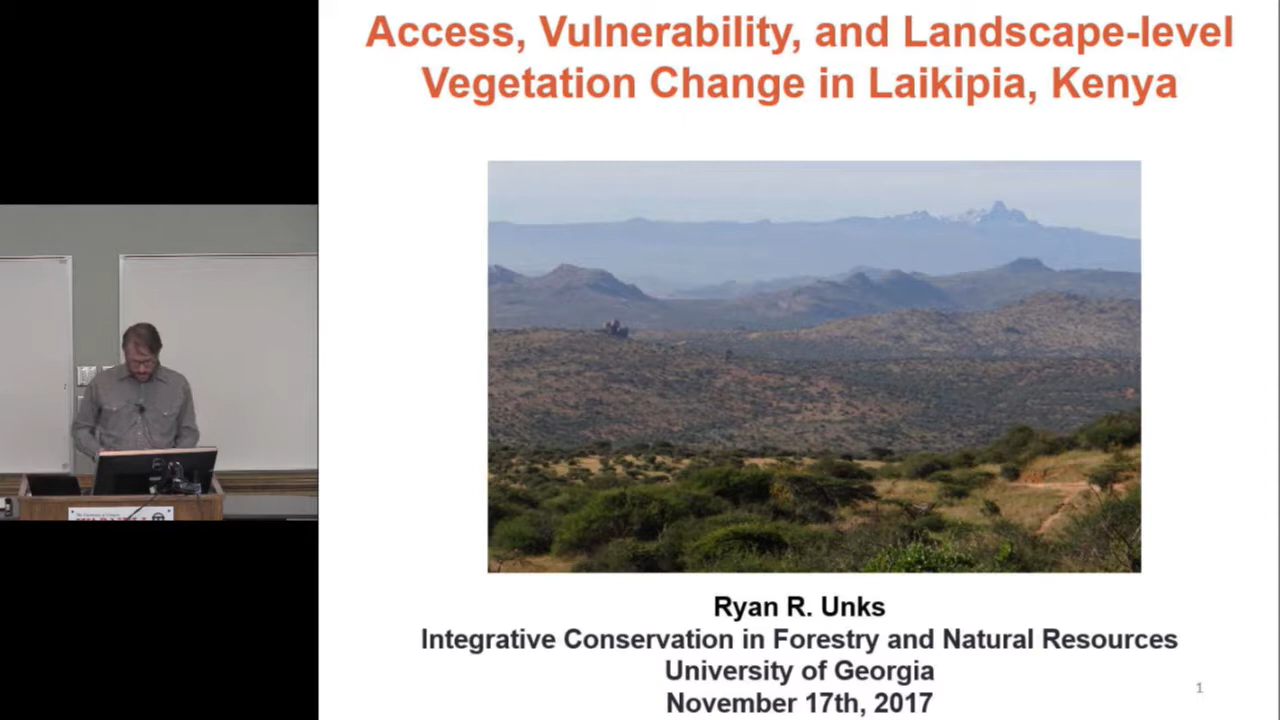 Access, Vulnerability, and Landscape-level
Vegetation Change in Laikipia, Kenya
Ryan R. Unks
Integrative Conservation in Forestry and Natural Resources
University of Georgia
November 17th, 2017
1